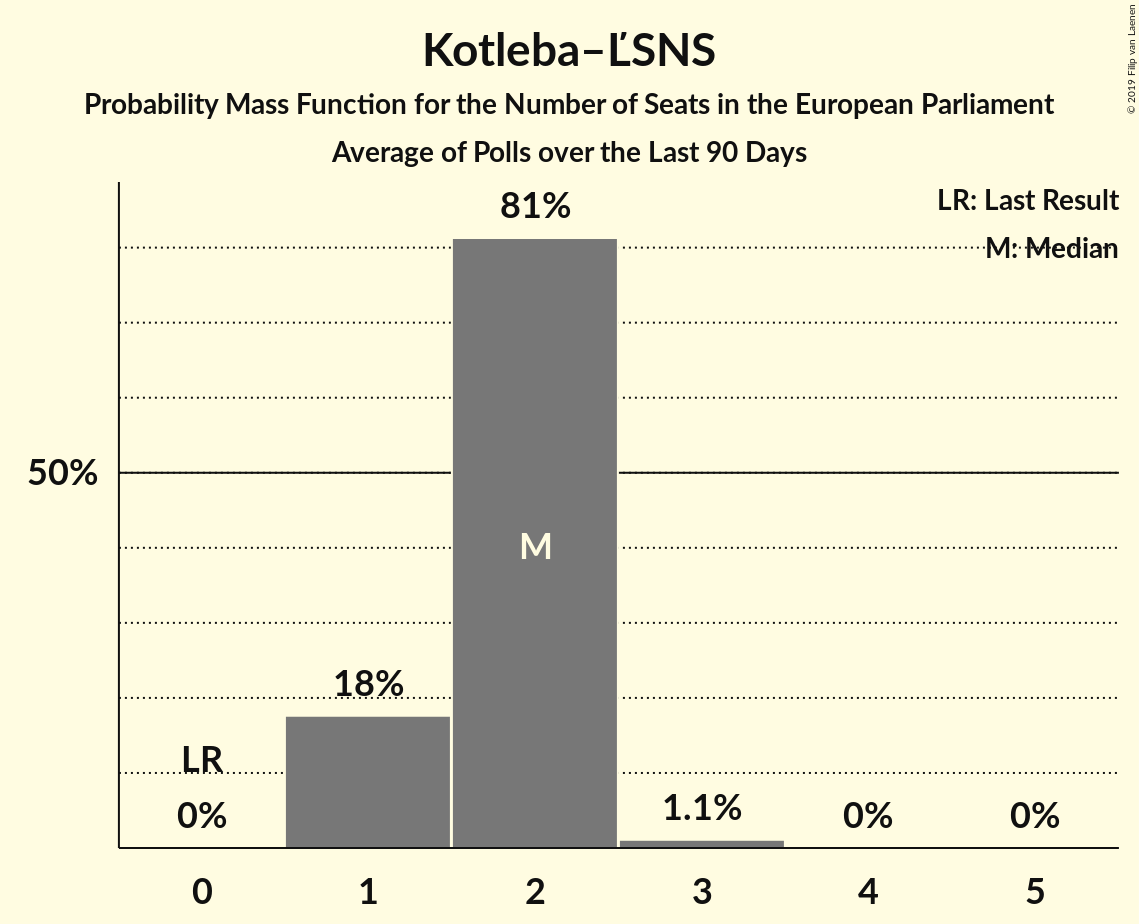 Kotleba–ĽSNS
Probability Mass Function for the Number of Seats in the European Parliament
Average of Polls over the Last 90 Days
© 2019 Filip van Laenen
LR: Last Result
M: Median
81%
50%
M
18%
LR
0%
1.1%
0%
0%
0 1 2 3 4 5